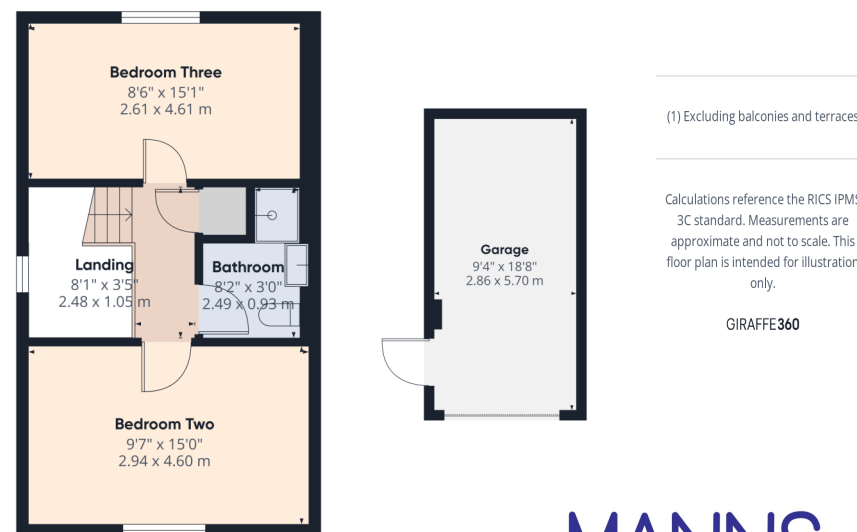 Bedroom Three
8'6" x 15'1"
2.61 x 4.61 m
Landing
8'1" x 3'5"
2.48 x 1.05 m
Bathroom
8'2" x 3'0"
2.49 x 0.93 m
Bedroom Two
9'7" x 15'0"
2.94 x 4.60 m
Garage
9'4" x 18'8"
2.86 x 5.70 m
(1) Excluding balconies and terraces
Calculations reference the RICS IPMS
3C standard. Measurements are
approximate and not to scale. This
floor plan is intended for illustration
only.
GIRAFFE360
MANNS